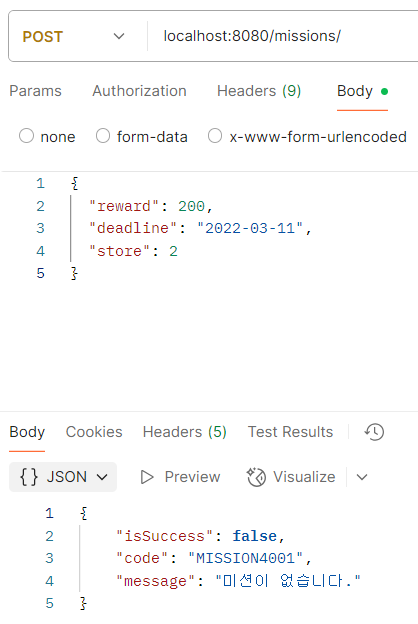 POST localhost:8080/missions/
Params Authorization Headers (9) Body
none form-data x-www-form-urlencoded
1 {
2 "reward": 200,
3 "deadline": "2022-03-11",
4 "store": 2
5 }
Body Cookies Headers (5) Test Results
{} JSON Preview Visualize
1 {
2 "isSuccess": false,
3 "code": "MISSION4001",
4 "message": "미션이 없습니다."
5 }